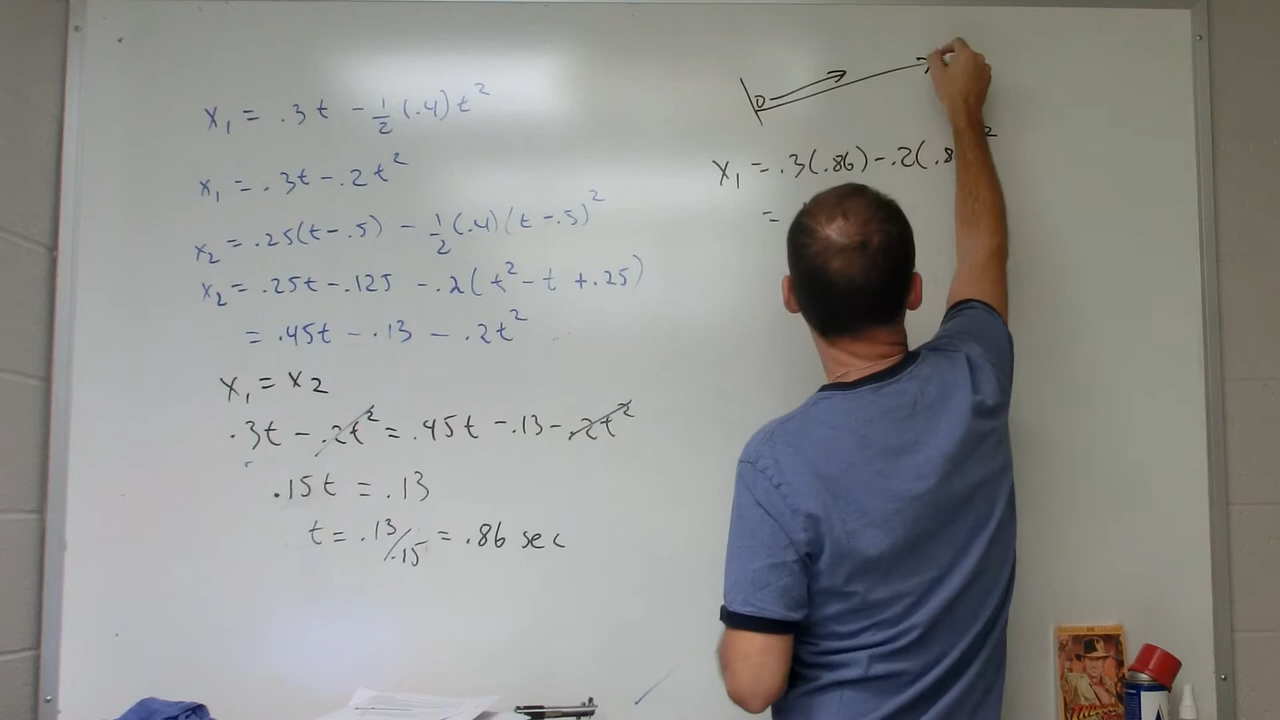 x₁ = .3t - 1/2 (.4)t²
x₁ = .3t - .2t²
x₂ = .25(t - .5) - 1/2 (.4)(t - .5)²
x₂ = .25t - .125 - .2(t² - t + .25)
= .45t - .13 - .2t²
x₁ = x₂
.3t - .2t² = .45t - .13 - .2t²
.15t = .13
t = .13/.15 = .86 sec
0
x₁ = .3(.86) - .2(.8
=